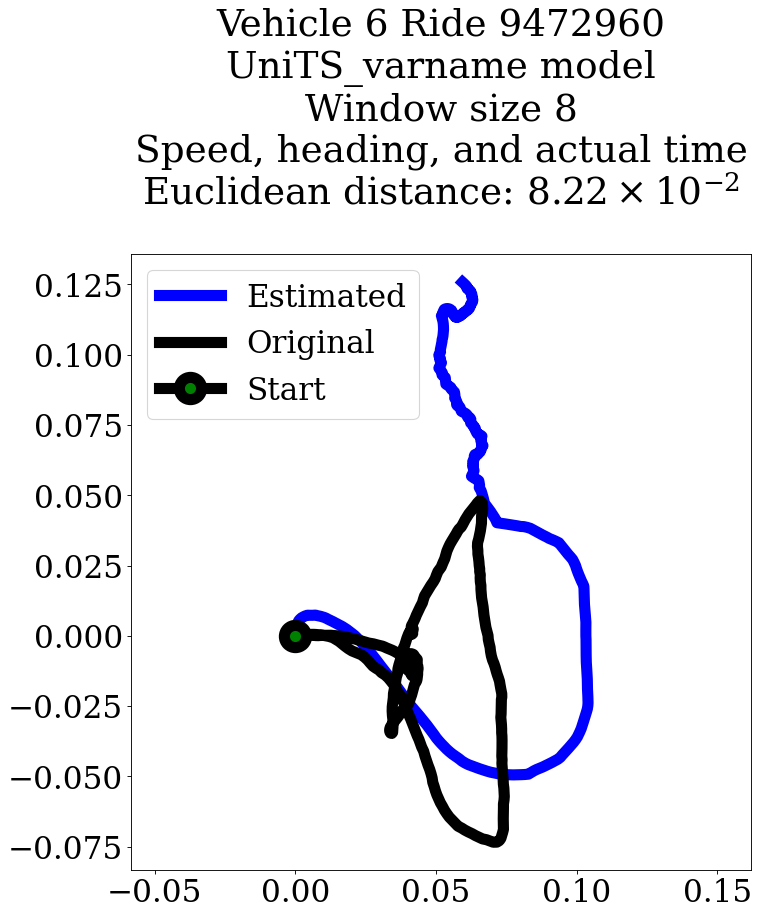 Vehicle 6 Ride 9472960
UniTS_varname model
Window size 8
Speed, heading, and actual time
Euclidean distance: 8.22 × 10⁻²
Estimated
Original
Start
0.125
0.100
0.075
0.050
0.025
0.000
−0.025
−0.050
−0.075
−0.05 0.00 0.05 0.10 0.15